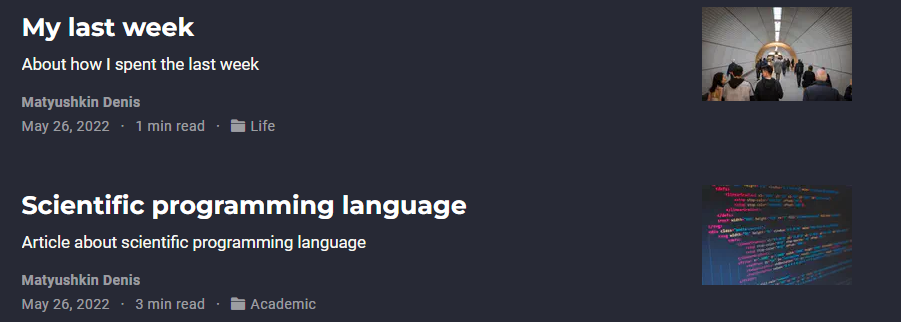 My last week
About how I spent the last week
Matyushkin Denis
May 26, 2022 · 1 min read · Life
Scientific programming language
Article about scientific programming language
Matyushkin Denis
May 26, 2022 · 3 min read · Academic